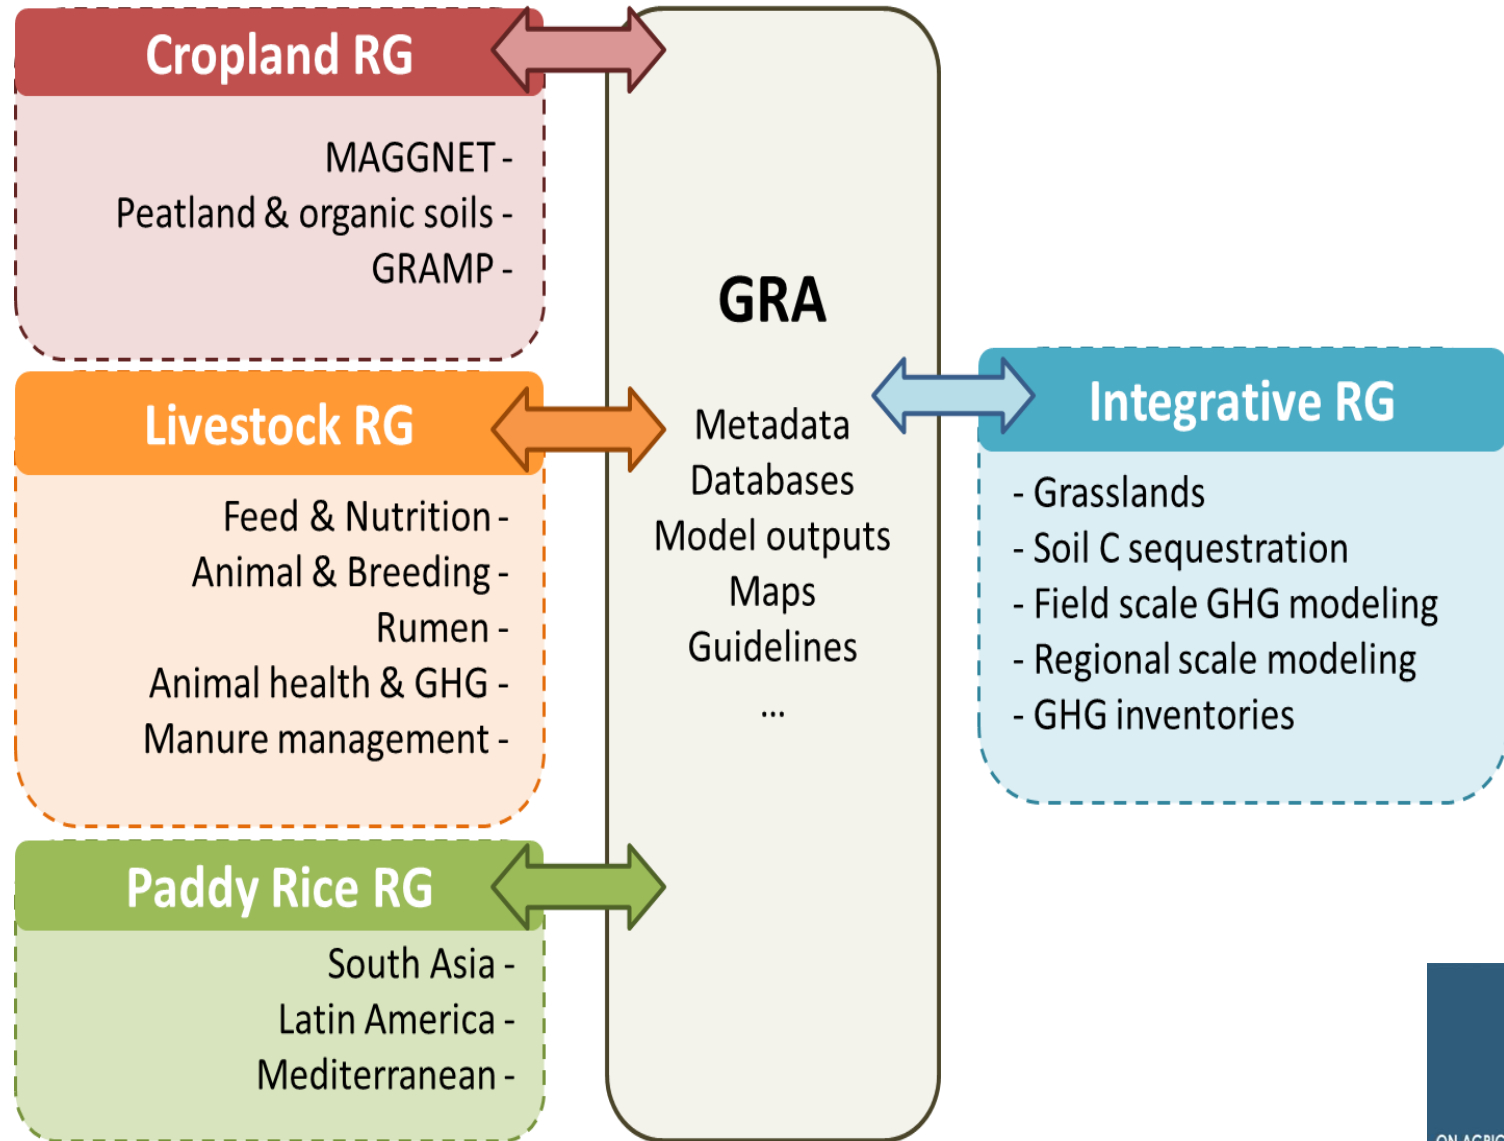 Cropland RG
MAGGNET -
Peatland & organic soils -
GRAMP -
Livestock RG
Feed & Nutrition -
Animal & Breeding -
Rumen -
Animal health & GHG -
Manure management -
Paddy Rice RG
South Asia -
Latin America -
Mediterranean -
GRA
Metadata
Databases
Model outputs
Maps
Guidelines
...
Integrative RG
- Grasslands
- Soil C sequestration
- Field scale GHG modeling
- Regional scale modeling
- GHG inventories